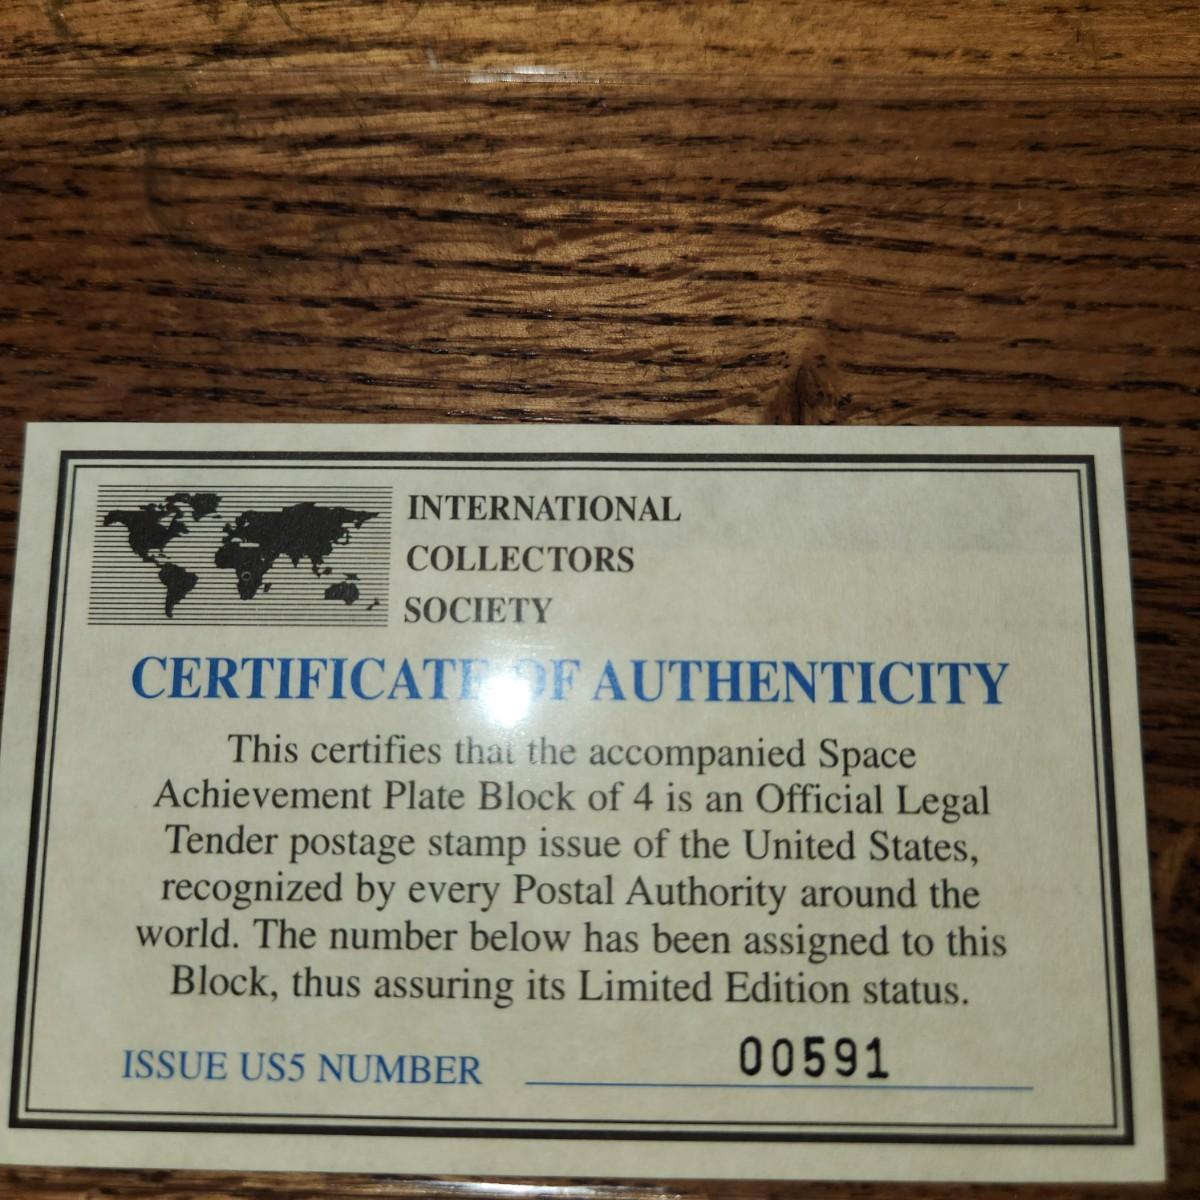 INTERNATIONAL
COLLECTORS
SOCIETY
CERTIFICATE OF AUTHENTICITY
This certifies that the accompanied Space
Achievement Plate Block of 4 is an Official Legal
Tender postage stamp issue of the United States,
recognized by every Postal Authority around the
world. The number below has been assigned to this
Block, thus assuring its Limited Edition status.
ISSUE US5 NUMBER 00591